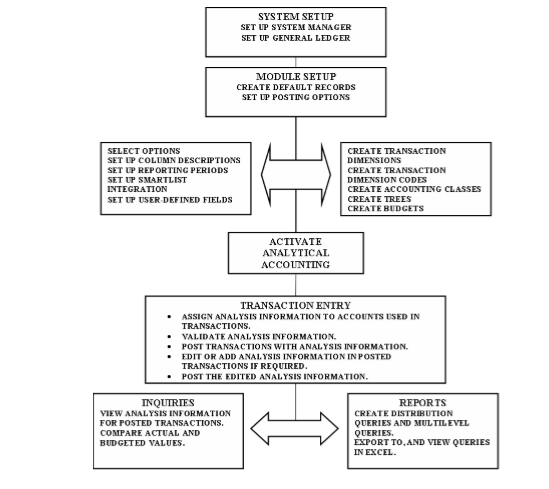 SYSTEM SETUP
SET UP SYSTEM MANAGER
SET UP GENERAL LEDGER
MODULE SETUP
CREATE DEFAULT RECORDS
SET UP POSTING OPTIONS
SELECT OPTIONS
SET UP COLUMN DESCRIPTIONS
SET UP REPORTING PERIODS
SET UP SMARTLIST
INTEGRATION
SET UP USER-DEFINED FIELDS
CREATE TRANSACTION
DIMENSIONS
CREATE TRANSACTION
DIMENSION CODES
CREATE ACCOUNTING CLASSES
CREATE TREES
CREATE BUDGETS
ACTIVATE
ANALYTICAL
ACCOUNTING
TRANSACTION ENTRY
• ASSIGN ANALYSIS INFORMATION TO ACCOUNTS USED IN
TRANSACTIONS.
• VALIDATE ANALYSIS INFORMATION.
• POST TRANSACTIONS WITH ANALYSIS INFORMATION.
• EDIT OR ADD ANALYSIS INFORMATION IN POSTED
TRANSACTIONS IF REQUIRED.
• POST THE EDITED ANALYSIS INFORMATION.
INQUIRIES
VIEW ANALYSIS INFORMATION
FOR POSTED TRANSACTIONS.
COMPARE ACTUAL AND
BUDGETED VALUES.
REPORTS
CREATE DISTRIBUTION
QUERIES AND MULTILEVEL
QUERIES.
EXPORT TO, AND VIEW QUERIES
IN EXCEL.